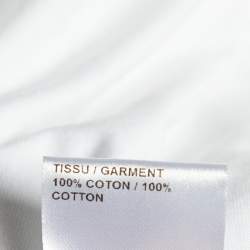 TISSU / GARMENT
100% COTON / 100%
COTTON